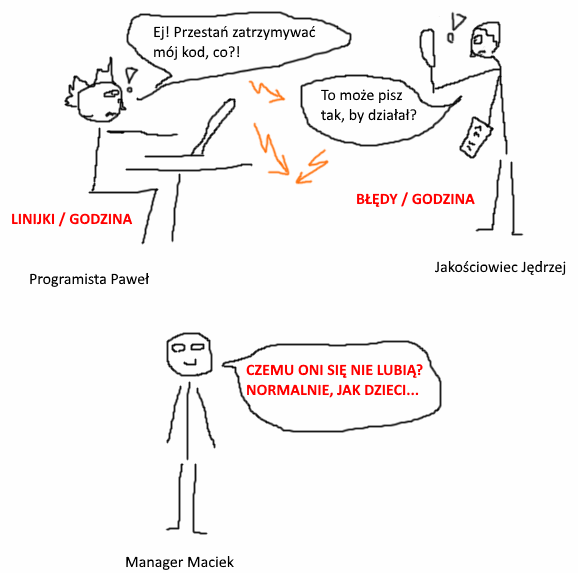 Ej! Przestań zatrzymywać
mój kod, co?!
To może pisz
tak, by działał?
LINIJKI / GODZINA
BŁĘDY / GODZINA
Programista Paweł
Jakościowiec Jędrzej
CZEMU ONI SIĘ NIE LUBIĄ?
NORMALNIE, JAK DZIECI...
Manager Maciek